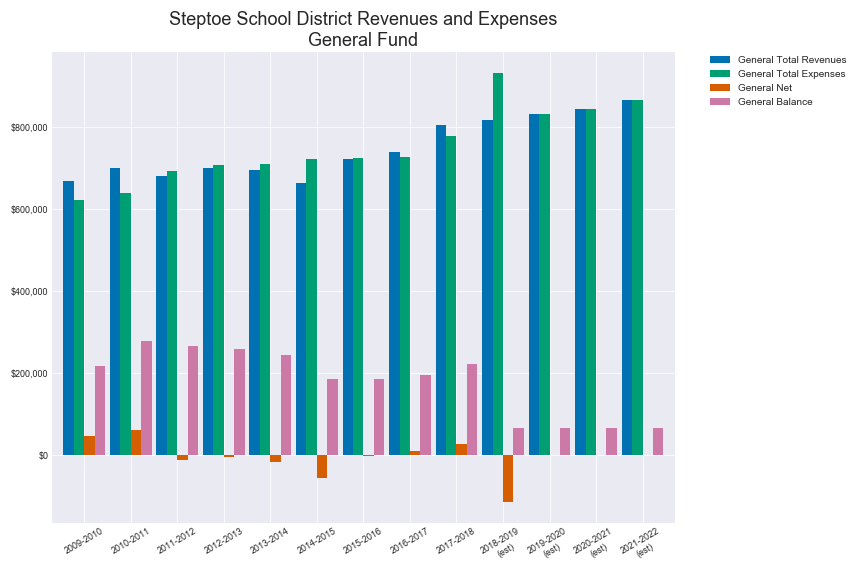 Steptoe School District Revenues and Expenses
General Fund
General Total Revenues
General Total Expenses
General Net
General Balance
$800,000
$600,000
$400,000
$200,000
$0
2009-2010
2010-2011
2011-2012
2012-2013
2013-2014
2014-2015
2015-2016
2016-2017
2017-2018
2018-2019
(est)
2019-2020
(est)
2020-2021
(est)
2021-2022
(est)